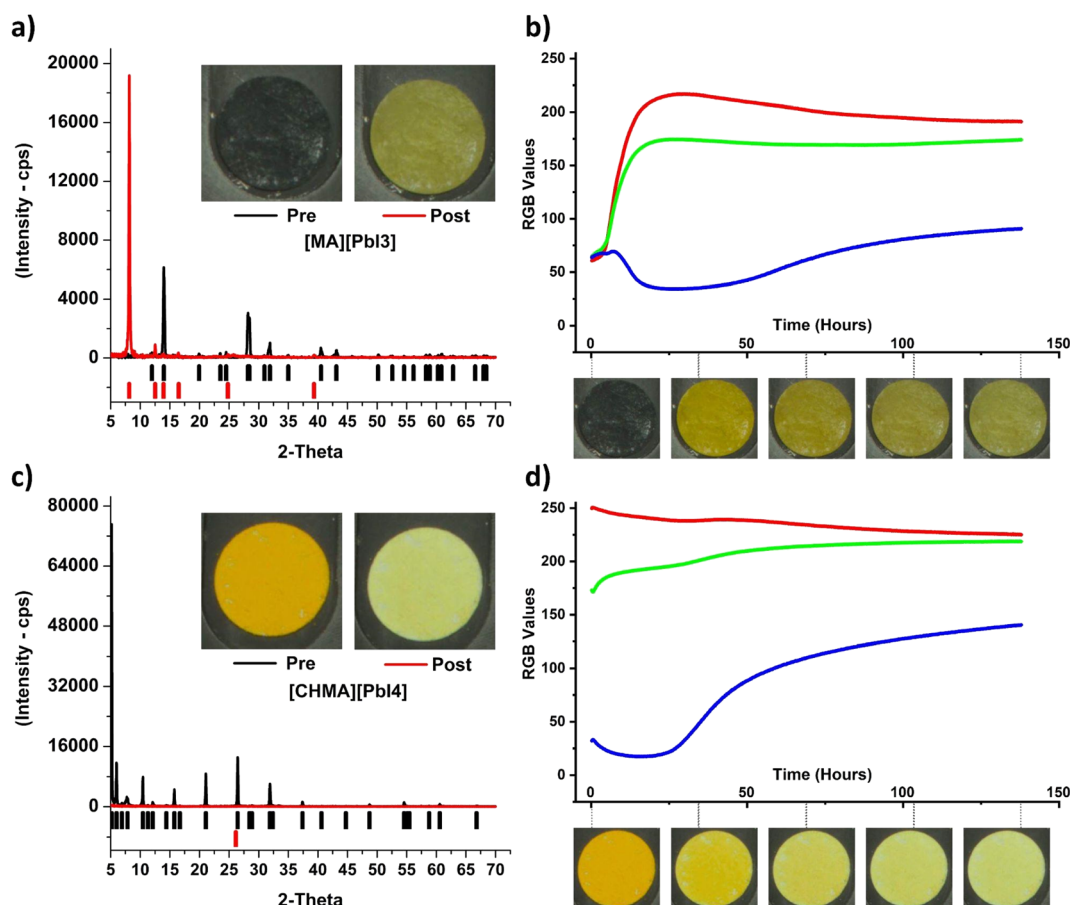 a)
(Intensity - cps)
20000
16000
12000
8000
4000
0
Pre
Post
[MA][PbI3]
5 10 15 20 25 30 35 40 45 50 55 60 65 70
2-Theta
b)
RGB Values
250
200
150
100
50
0
Time (Hours)
0 50 100 150
c)
(Intensity - cps)
80000
64000
48000
32000
16000
0
Pre
Post
[CHMA][PbI4]
5 10 15 20 25 30 35 40 45 50 55 60 65 70
2-Theta
d)
RGB Values
250
200
150
100
50
0
Time (Hours)
0 50 100 150